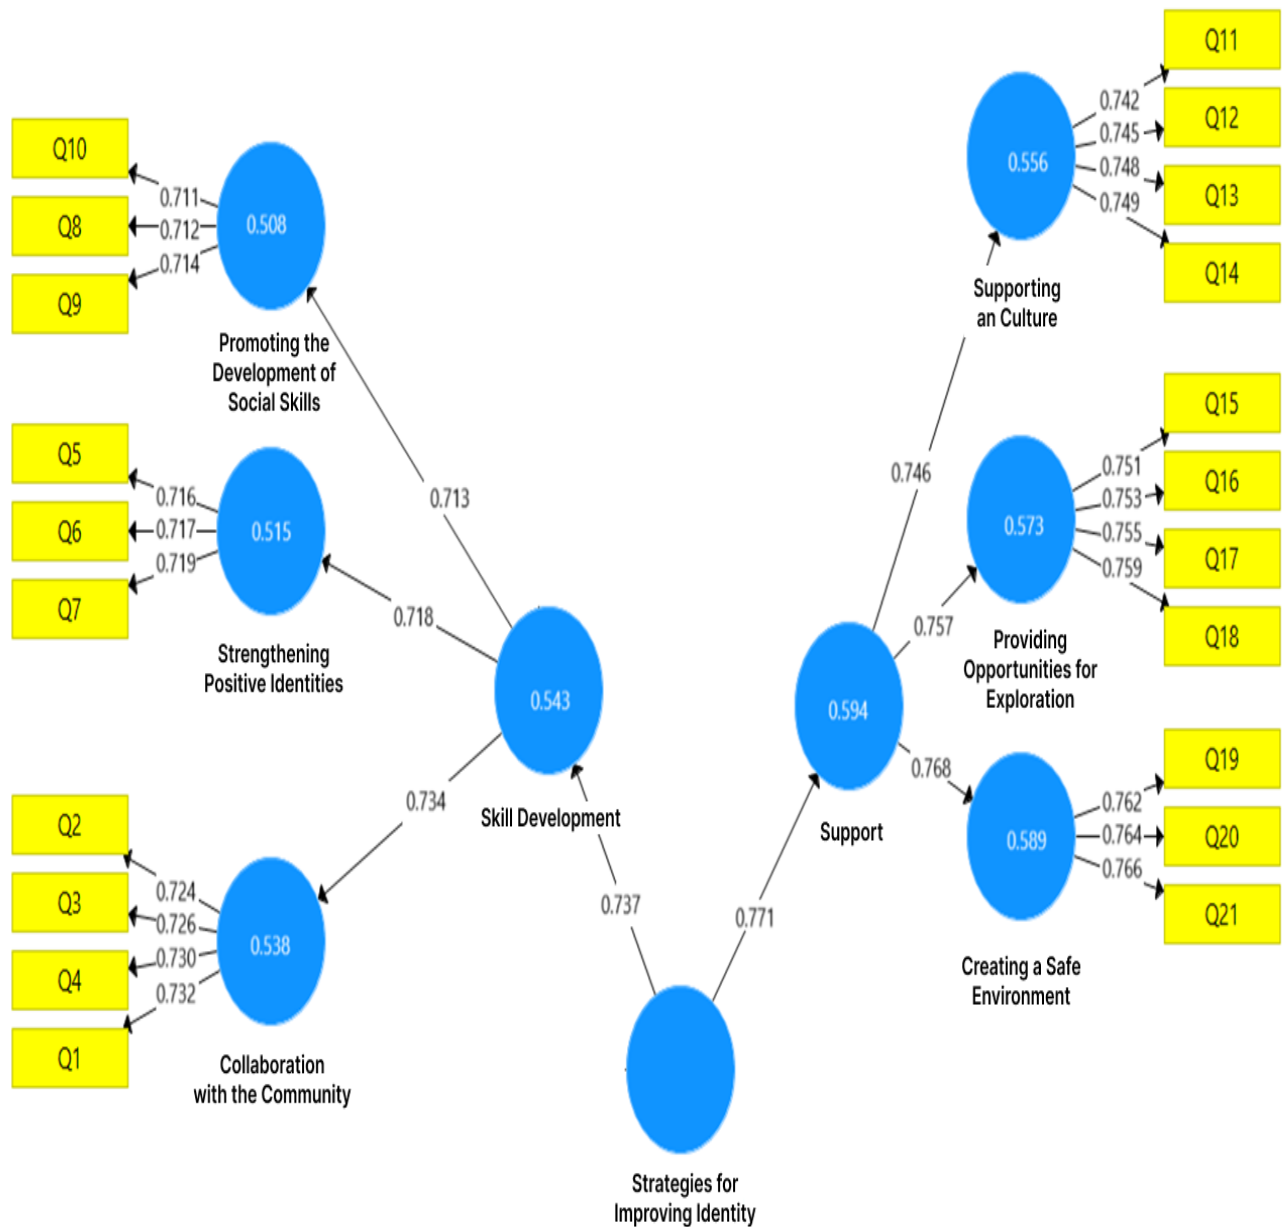 Q10
Q8
Q9
0.711
0.712
0.714
0.508
Promoting the
Development of
Social Skills
Q5
Q6
Q7
0.716
0.717
0.719
0.515
Strengthening
Positive Identities
Q2
Q3
Q4
Q1
0.724
0.726
0.730
0.732
0.538
Collaboration
with the Community
0.713
0.718
0.734
0.543
Skill Development
0.737
0.771
Strategies for
Improving Identity
0.594
Support
0.746
0.757
0.768
0.556
Supporting
an Culture
0.742
0.745
0.748
0.749
Q11
Q12
Q13
Q14
0.573
Providing
Opportunities for
Exploration
0.751
0.753
0.755
0.759
Q15
Q16
Q17
Q18
0.589
Creating a Safe
Environment
0.762
0.764
0.766
Q19
Q20
Q21